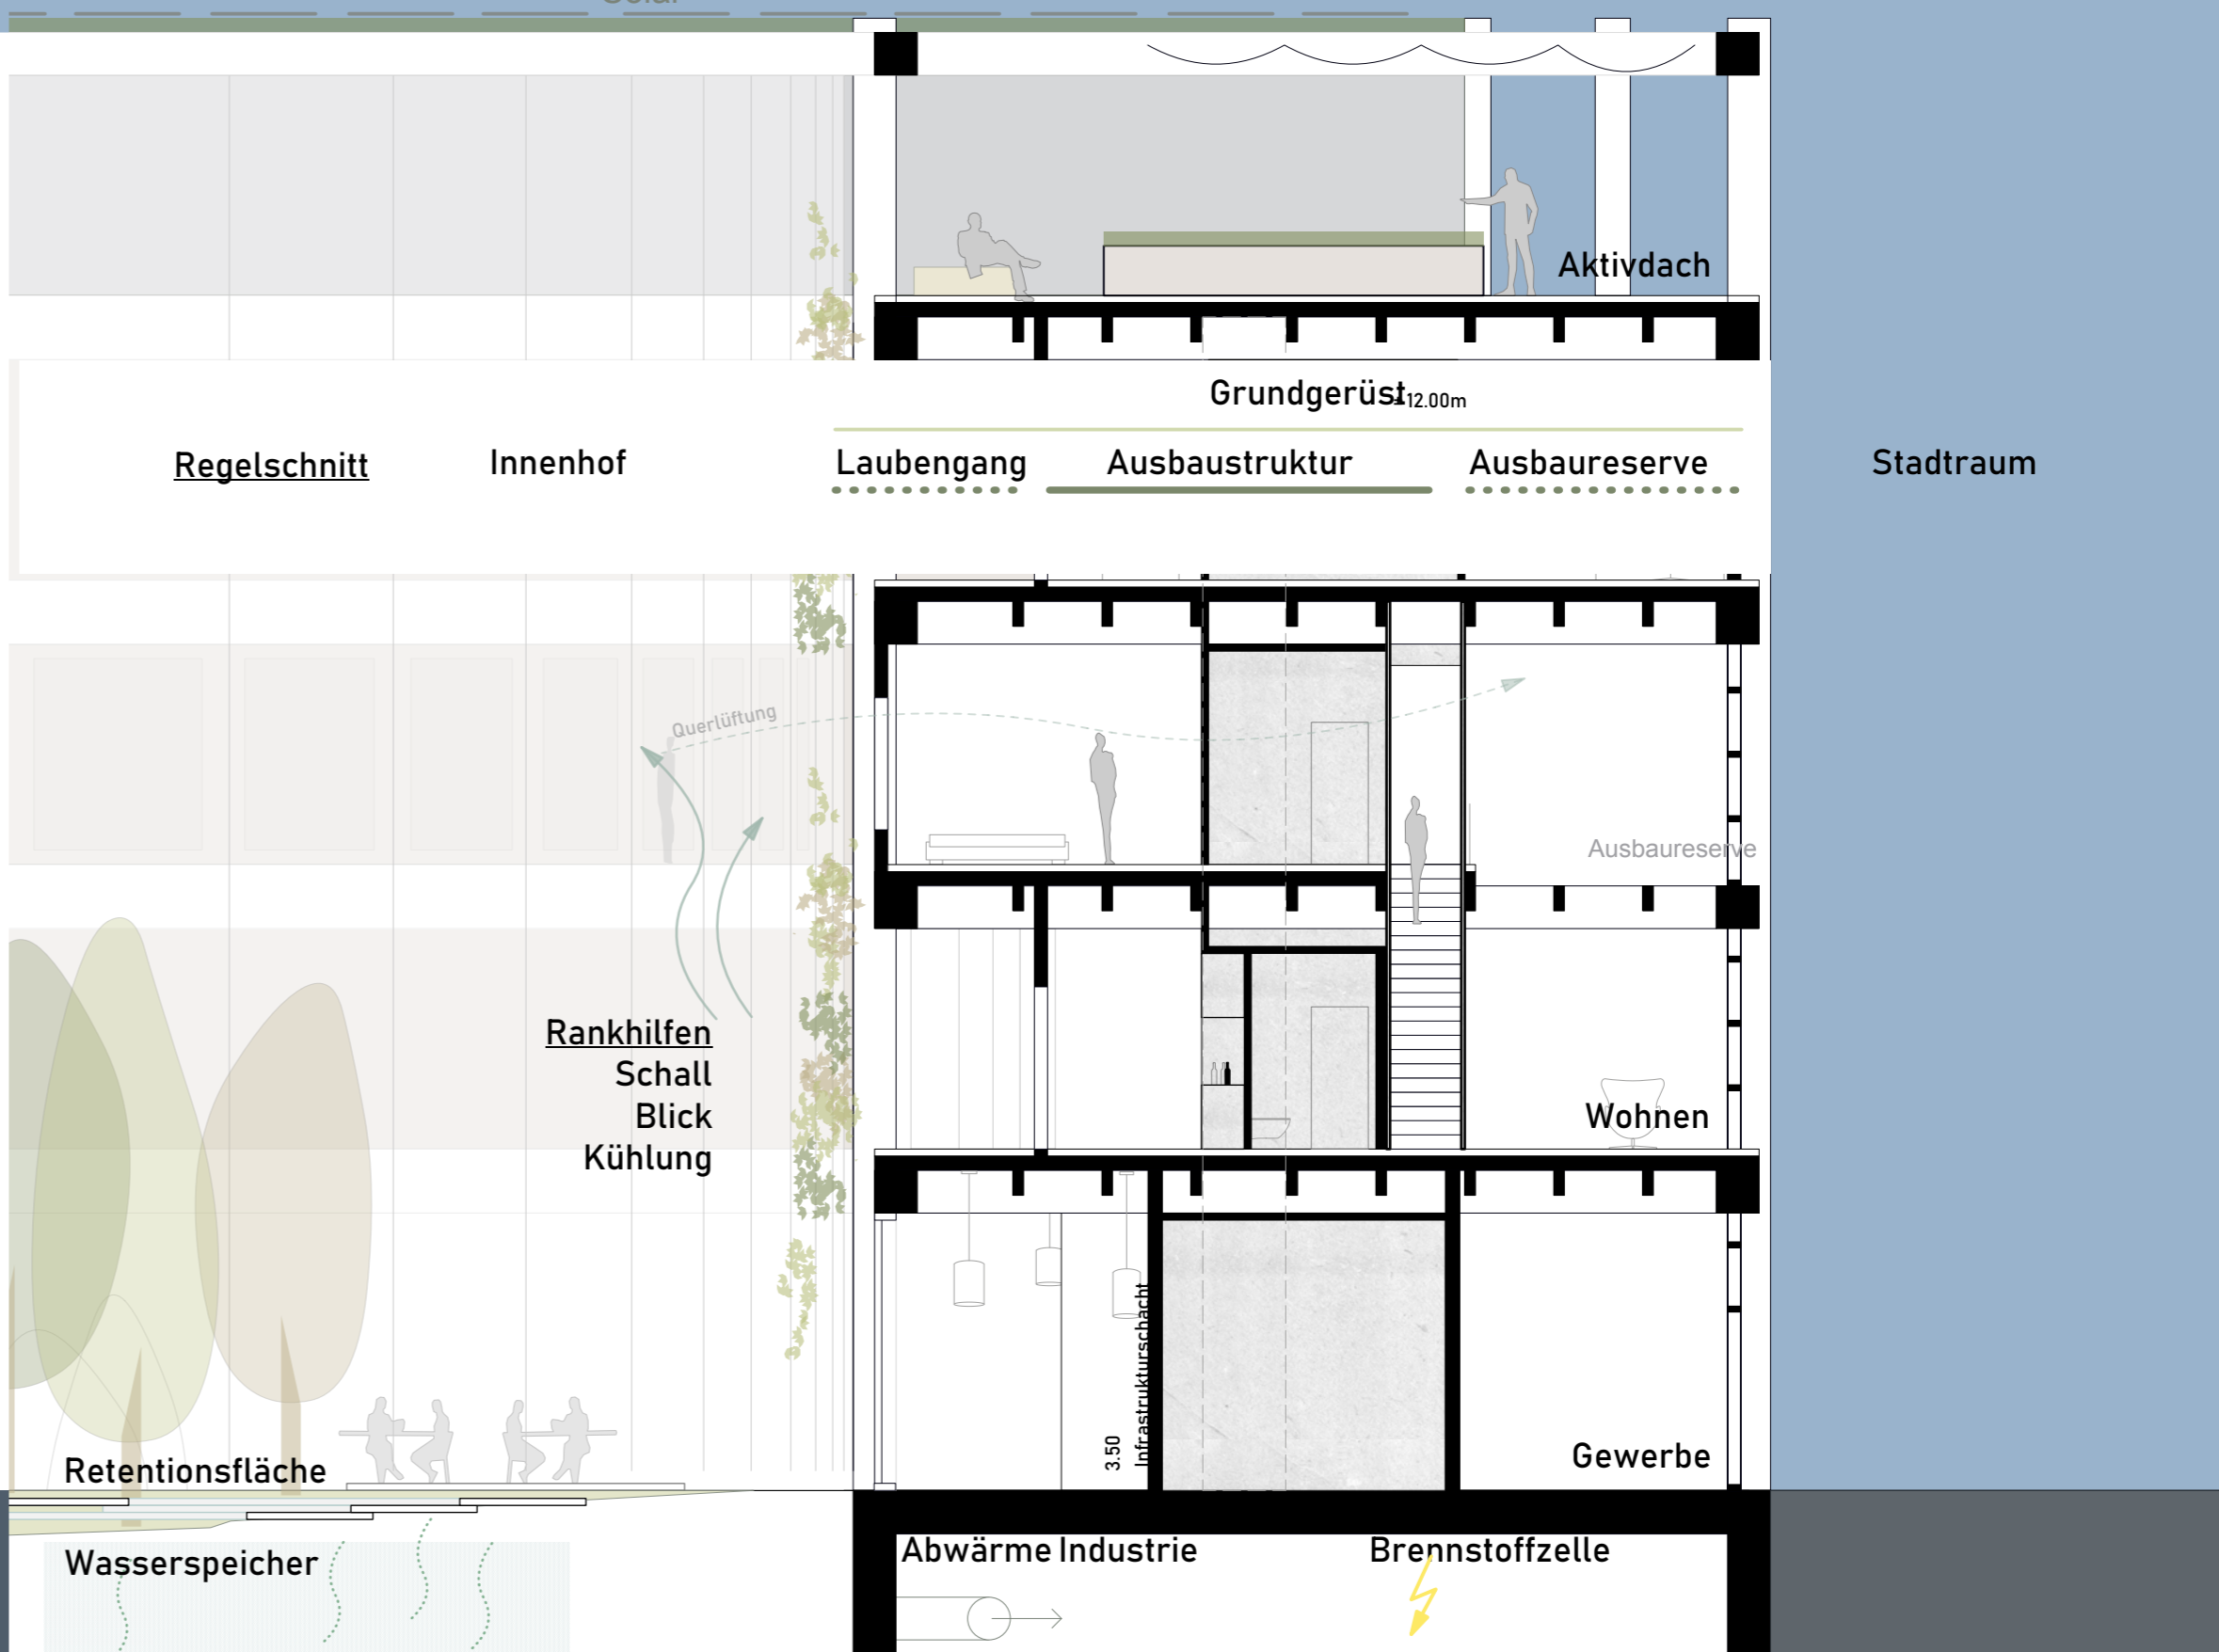 Solar
Aktivdach
Grundgerüst
±12.00m
Regelschnitt
Innenhof
Laubengang
Ausbaustruktur
Ausbaureserve
Stadtraum
Querlüftung
Ausbaureserve
Rankhilfen
Schall
Blick
Kühlung
Wohnen
3.50
Infrastrukturschacht
Gewerbe
Retentionsfläche
Wasserspeicher
Abwärme Industrie
Brennstoffzelle